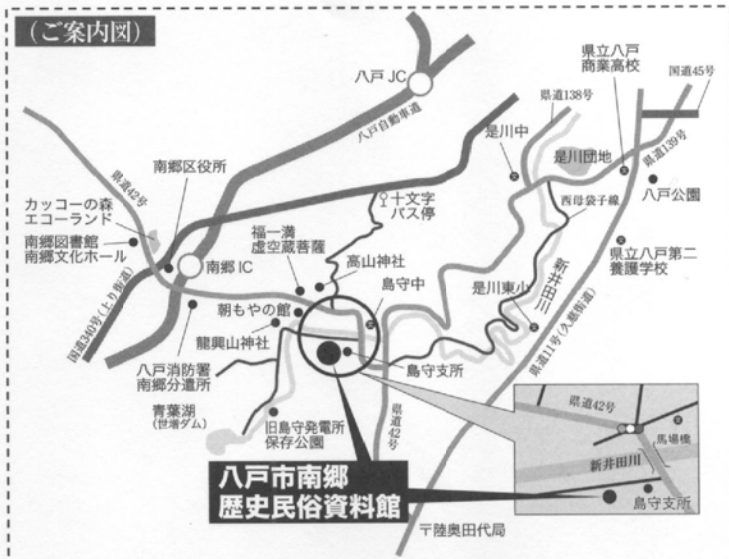 (ご案内図)
八戸JC
八戸自動車道
県立八戸
商業高校
国道45号
県道138号
是川中
是川団地
県道139号
八戸公園
県道42号
南郷区役所
カッコーの森
エコーランド
南郷図書館
南郷文化ホール
十文字
バス停
西母袋子線
福一満
虚空蔵菩薩
高山神社
南郷IC
島守中
新井田川
県立八戸第二
養護学校
朝もやの館
是川東小
国道340号(上り街道)
龍興山神社
県道11号(久慈街道)
八戸消防署
南郷分遣所
島守支所
青葉湖
(世増ダム)
旧島守発電所
保存公園
県道42号
県道42号
馬場橋
新井田川
島守支所
八戸市南郷
歴史民俗資料館
〒陸奥田代局